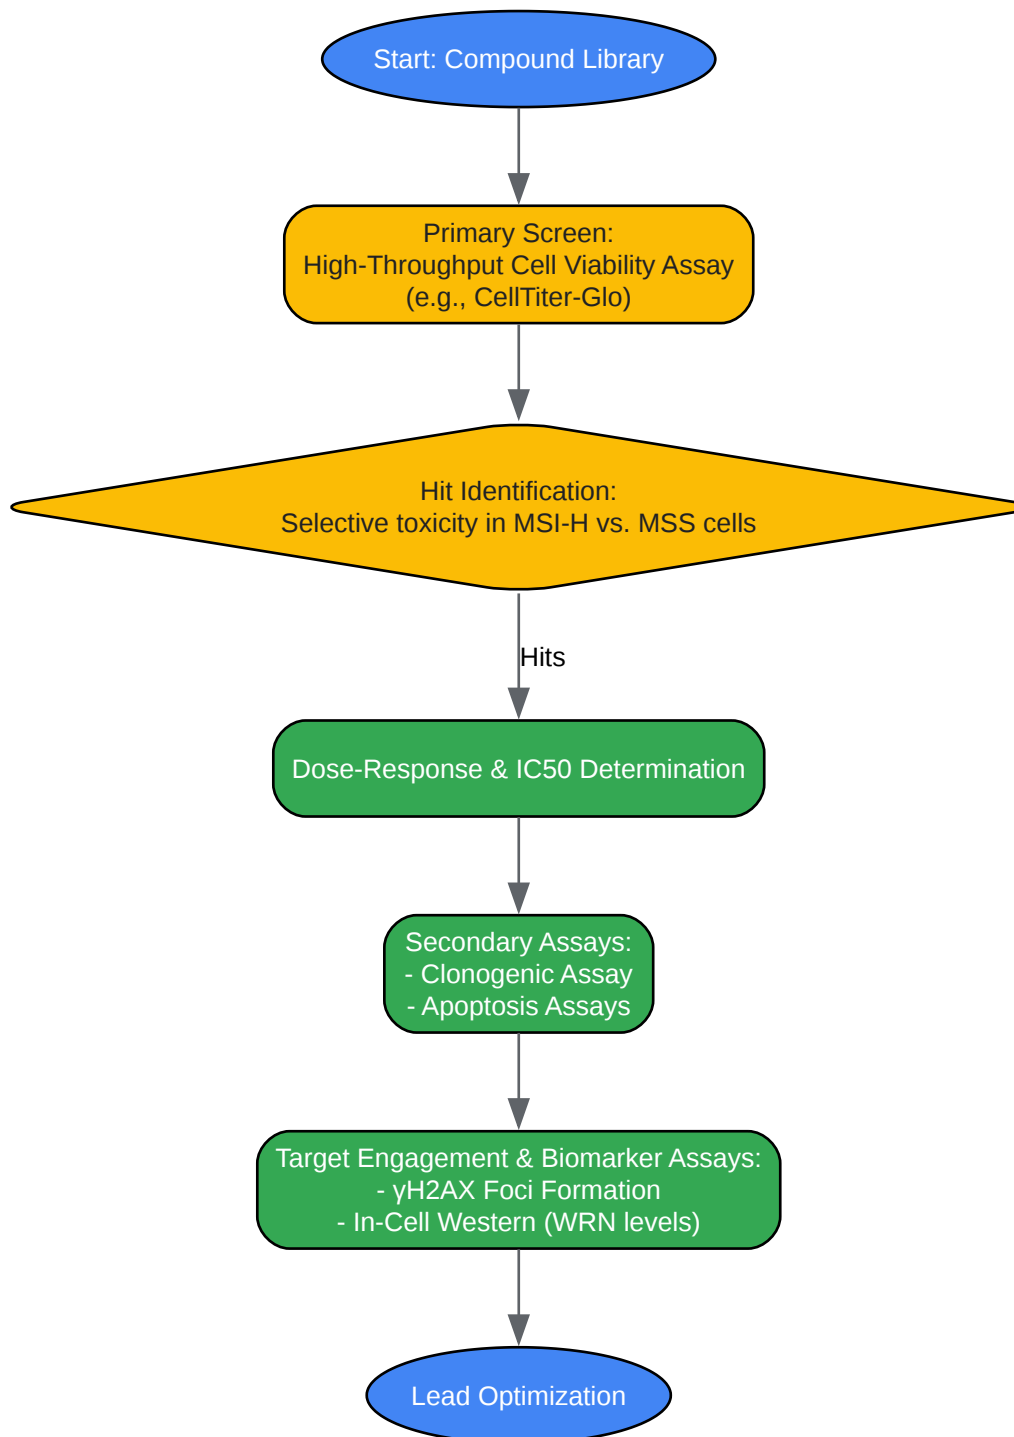 Start: Compound Library
Primary Screen:
High-Throughput Cell Viability Assay
(e.g., CellTiter-Glo)
Hit Identification:
Selective toxicity in MSI-H vs. MSS cells
Hits
Dose-Response & IC50 Determination
Secondary Assays:
- Clonogenic Assay
- Apoptosis Assays
Target Engagement & Biomarker Assays:
- γH2AX Foci Formation
- In-Cell Western (WRN levels)
Lead Optimization